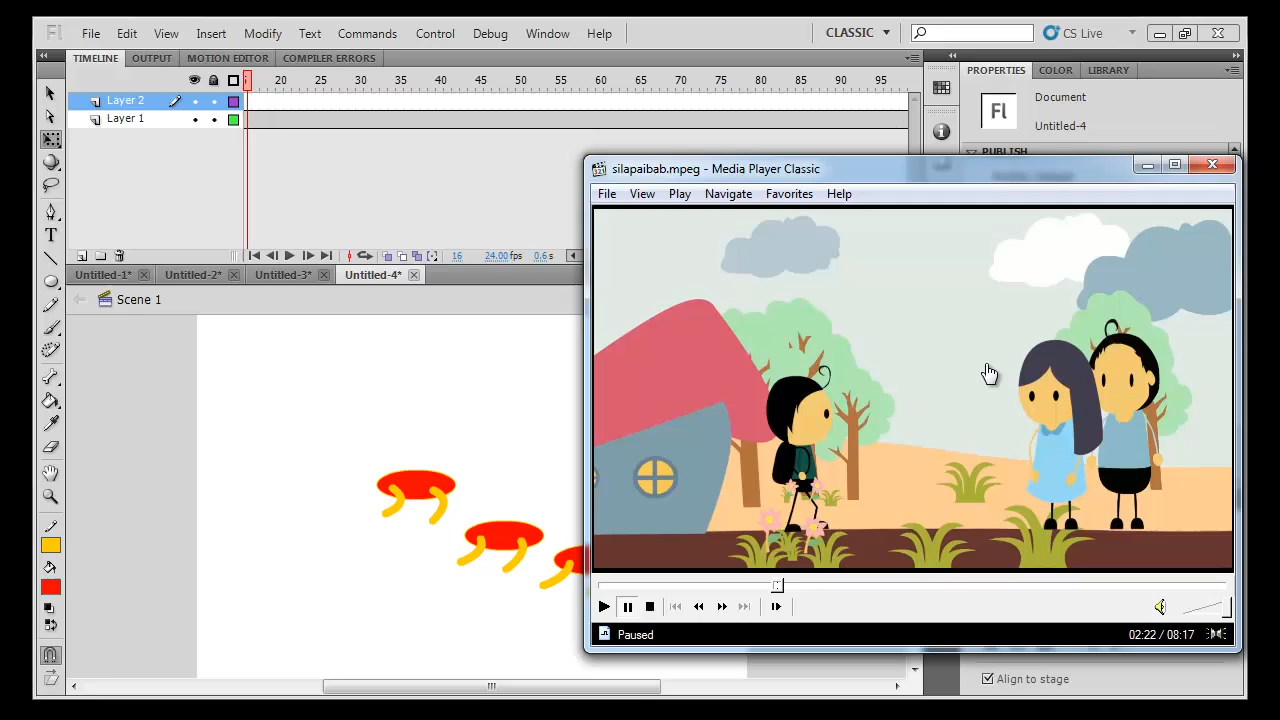 Fl File Edit View Insert Modify Text Commands Control Debug Window Help CLASSIC CS Live
TIMELINE OUTPUT MOTION EDITOR COMPILER ERRORS
PROPERTIES COLOR LIBRARY
20 25 30 35 40 45 50 55 60 65 70 75 80 85 90 95
Layer 2
Layer 1
Fl
Document
Untitled-4
PUBLISH
silapaibab.mpeg - Media Player Classic
File View Play Navigate Favorites Help
16 24.00 fps 0.6 s
Untitled-1* Untitled-2* Untitled-3* Untitled-4*
Scene 1
T
Paused
02:22 / 08:17
Align to stage